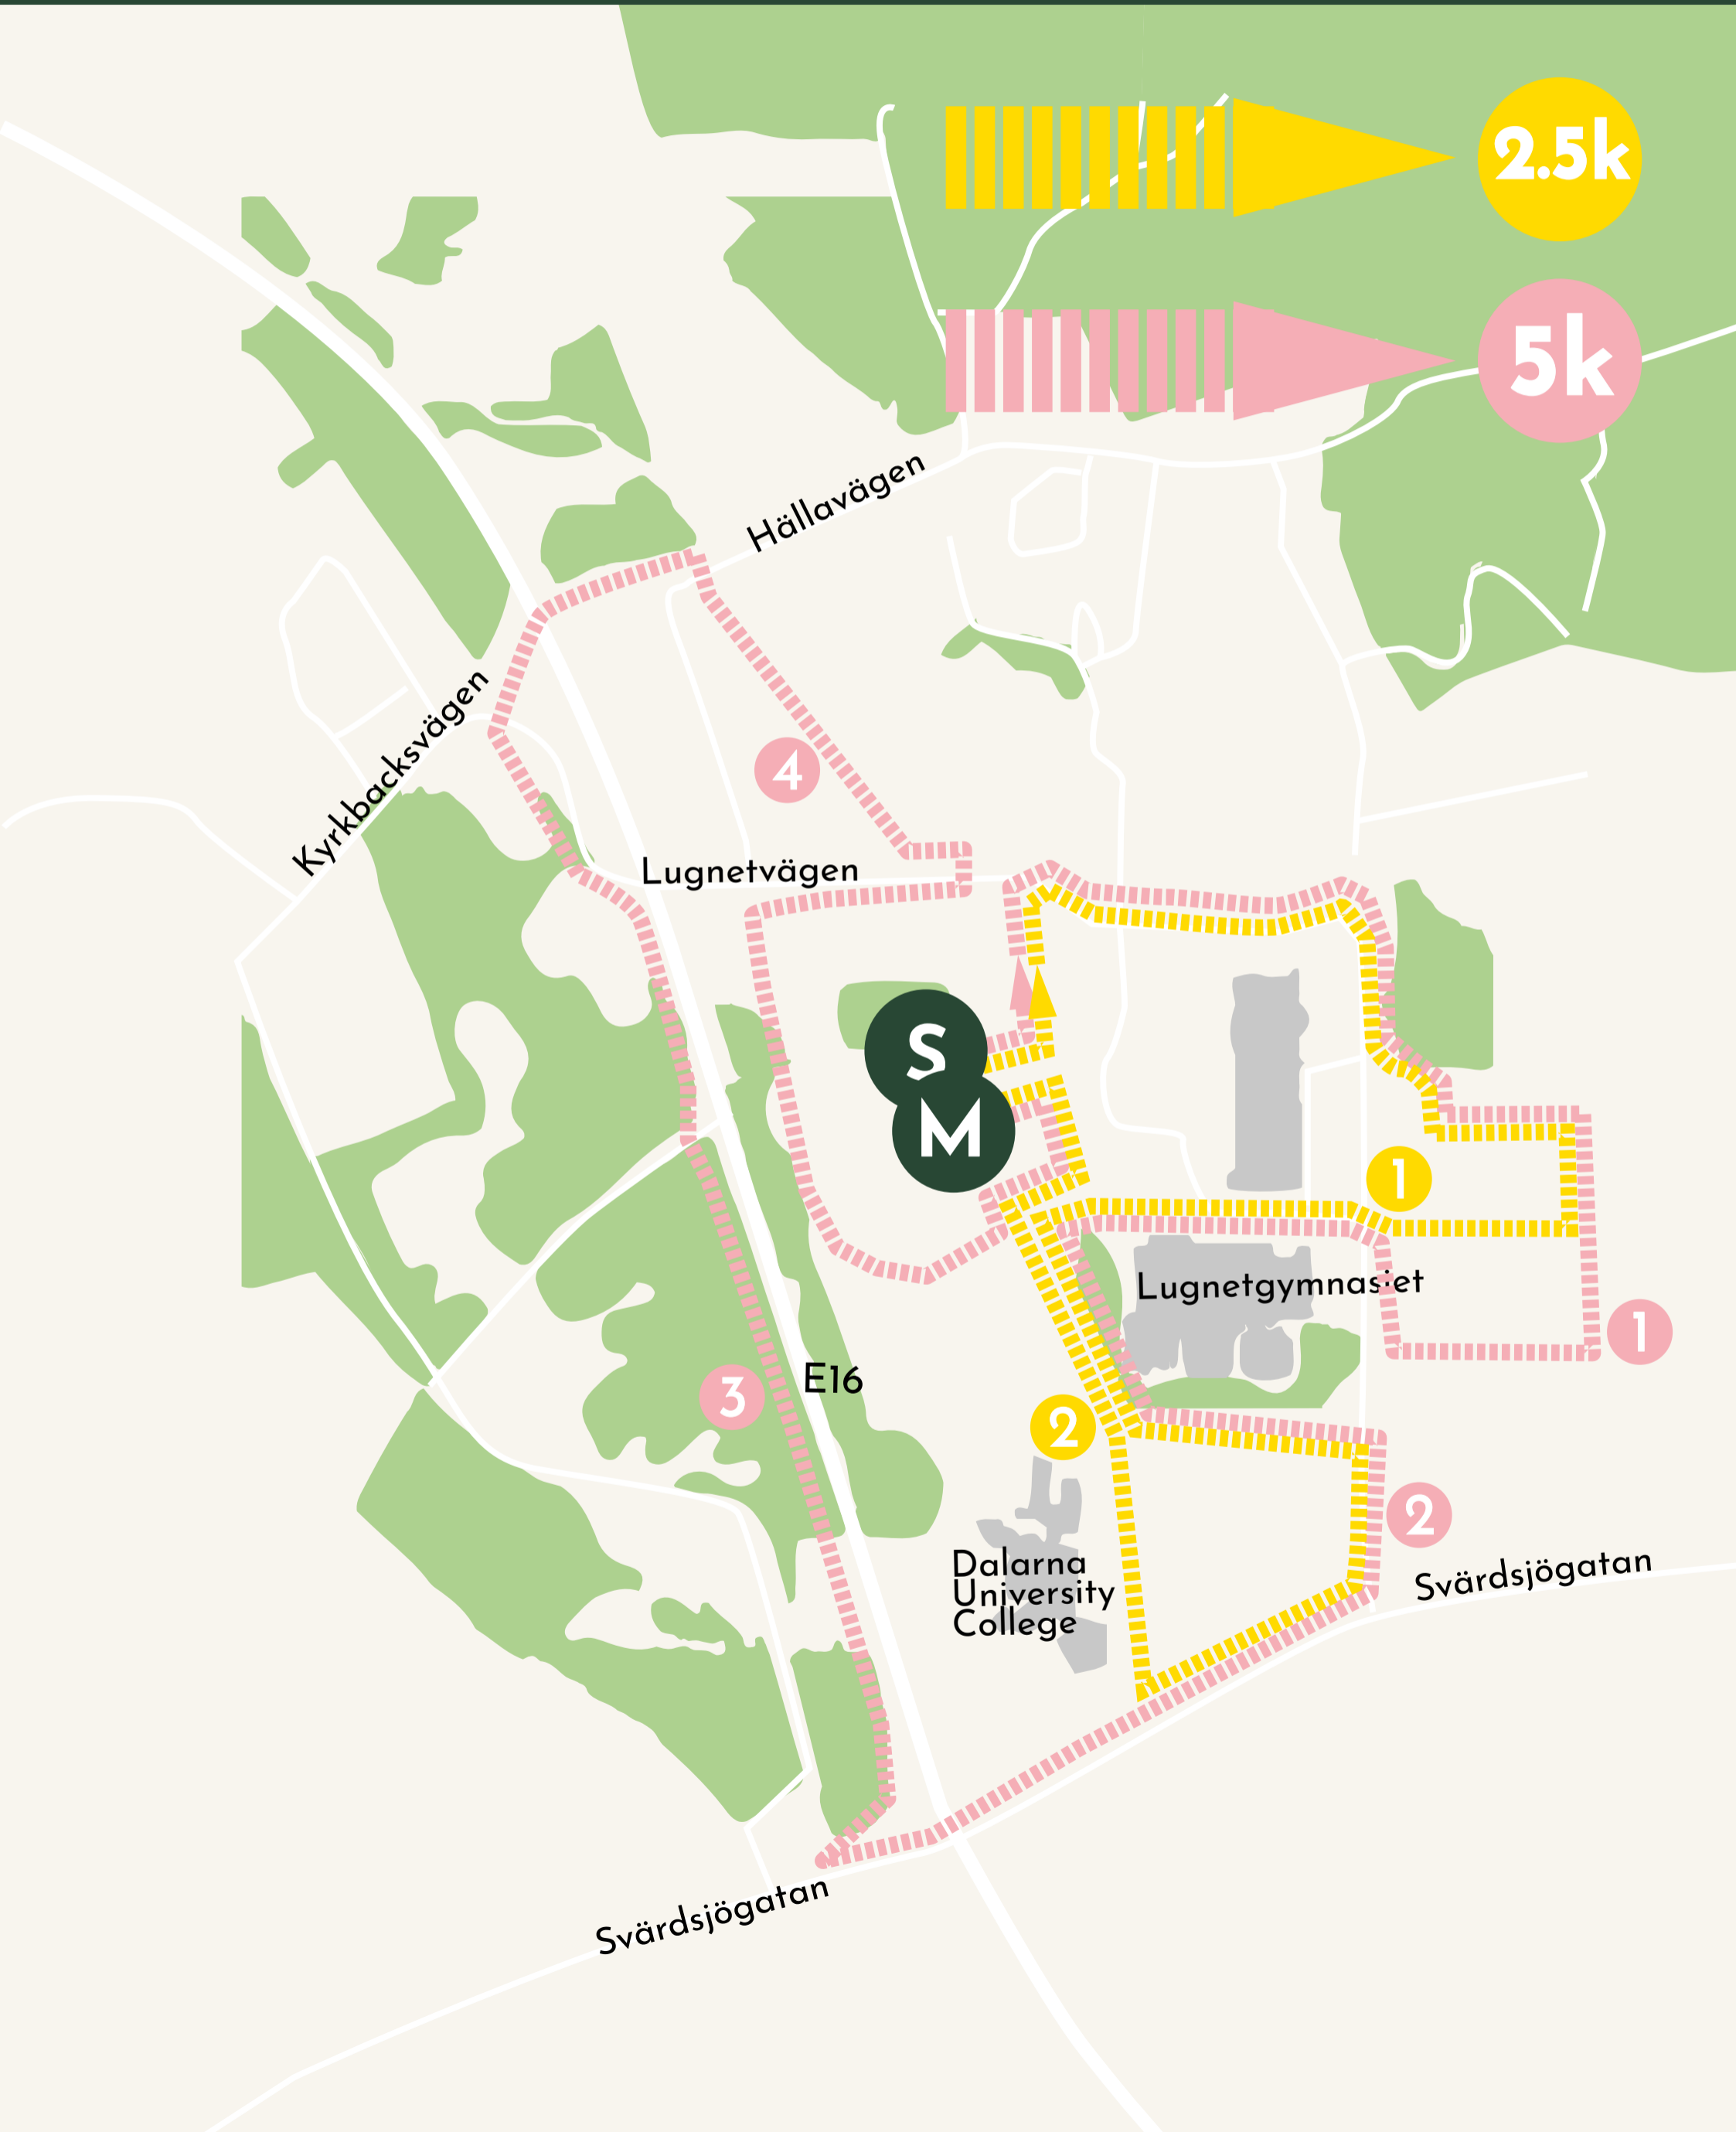 2.5k
5k
Hällavägen
Kyrkbacksvägen
4
Lugnetvägen
S
M
1
Lugnetgymnasiet
1
E16
3
2
2
Dalarna
University
College
Svärdsjögatan
Svärdsjögatan